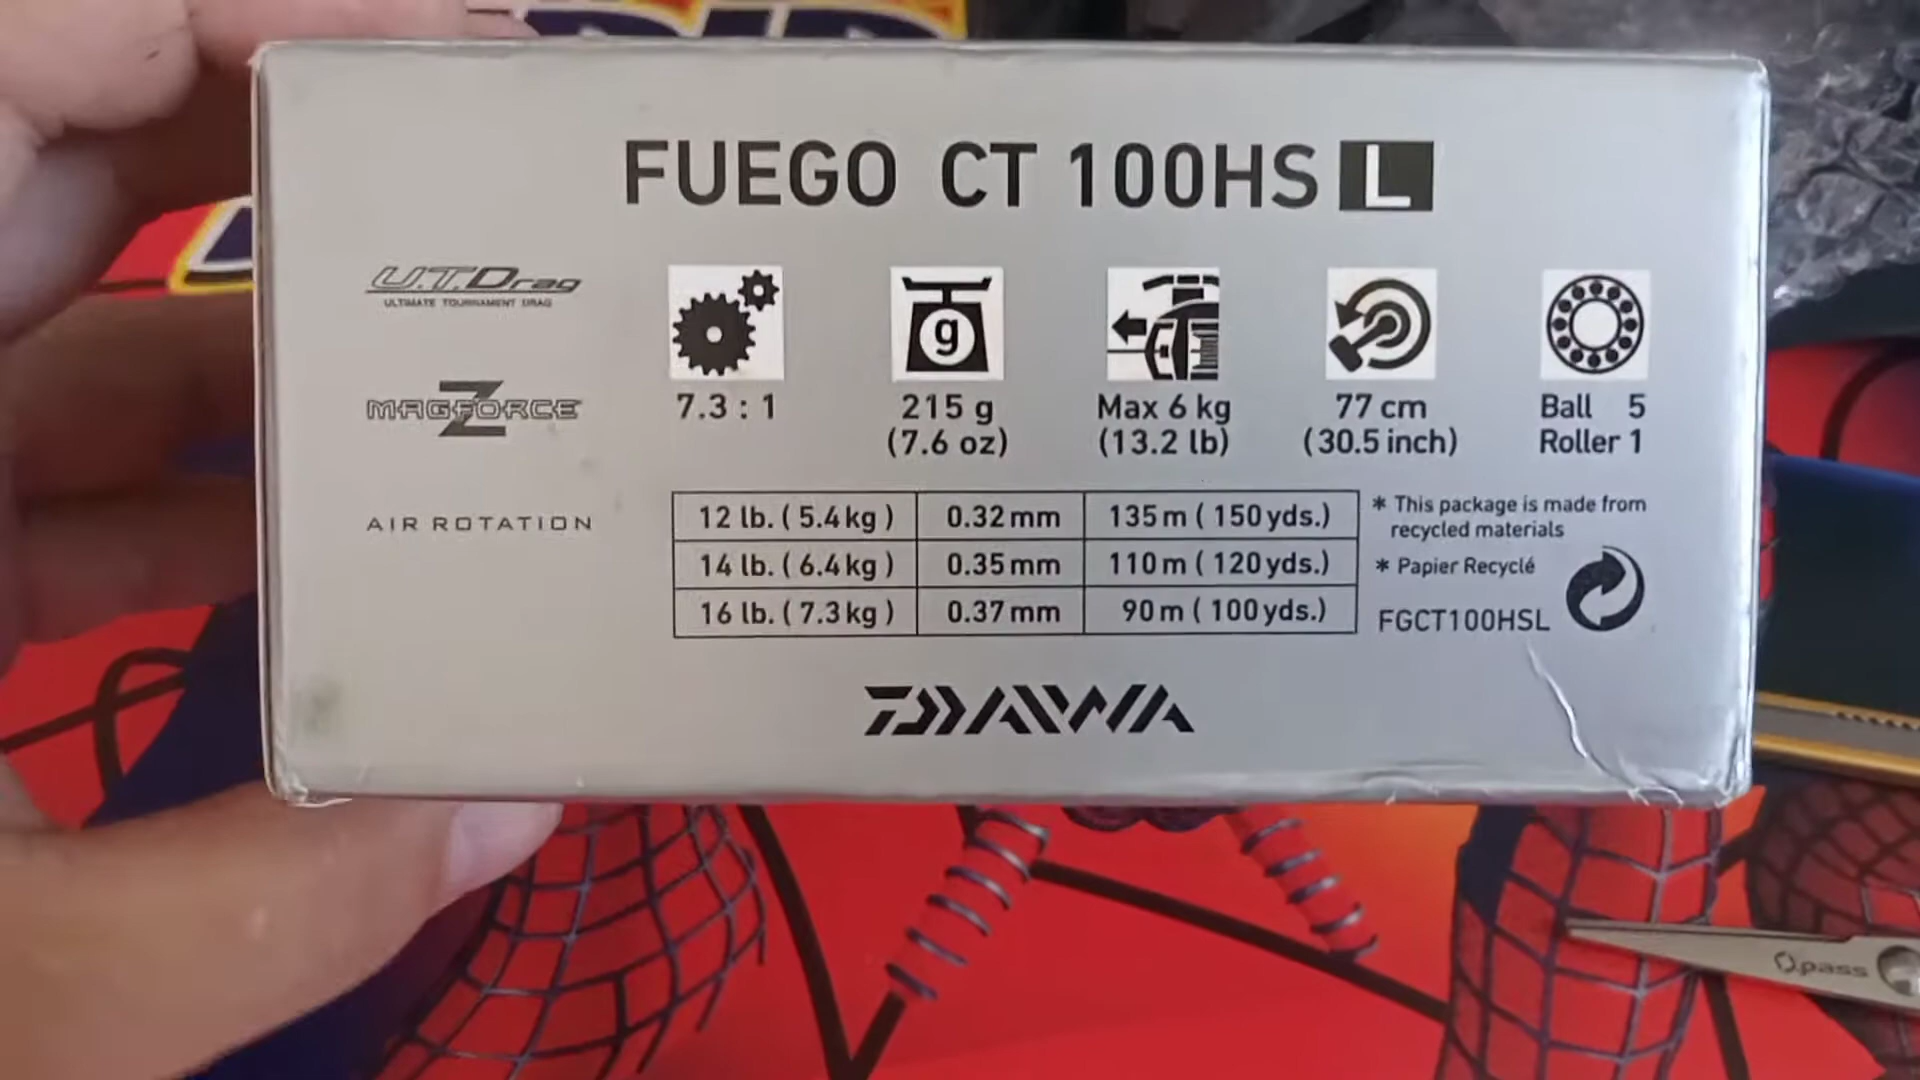 FUEGO CT 100HS L
U.T.Drag
ULTIMATE TOURNAMENT DRAG
MAGFORCE Z
AIR ROTATION
7.3 : 1
215 g
(7.6 oz)
g
Max 6 kg
(13.2 lb)
77 cm
(30.5 inch)
Ball 5
Roller 1
12 lb. ( 5.4 kg ) 0.32 mm 135 m ( 150 yds.)
14 lb. ( 6.4 kg ) 0.35 mm 110 m ( 120 yds.)
16 lb. ( 7.3 kg ) 0.37 mm 90 m ( 100 yds.)
* This package is made from
recycled materials
* Papier Recyclé
FGCT100HSL
DAIWA
Q.pass